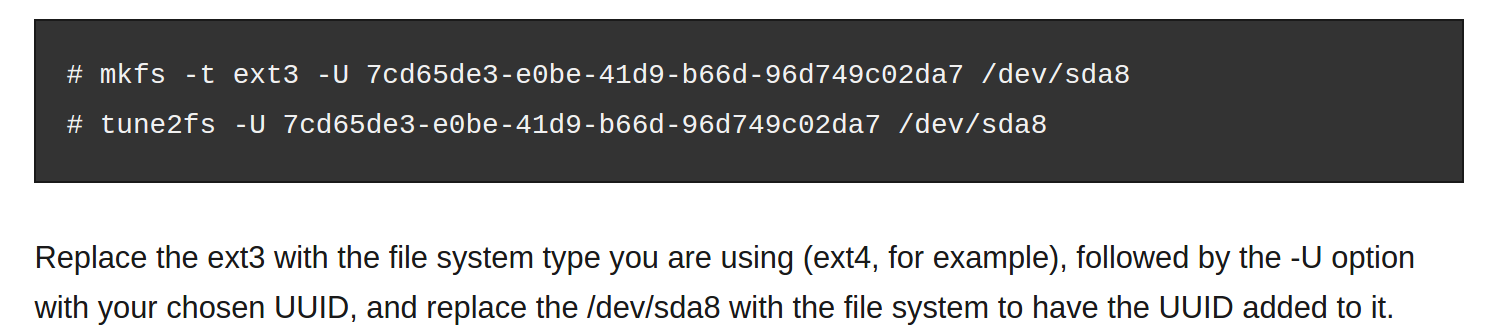 # mkfs -t ext3 -U 7cd65de3-e0be-41d9-b66d-96d749c02da7 /dev/sda8
# tune2fs -U 7cd65de3-e0be-41d9-b66d-96d749c02da7 /dev/sda8
Replace the ext3 with the file system type you are using (ext4, for example), followed by the -U option
with your chosen UUID, and replace the /dev/sda8 with the file system to have the UUID added to it.